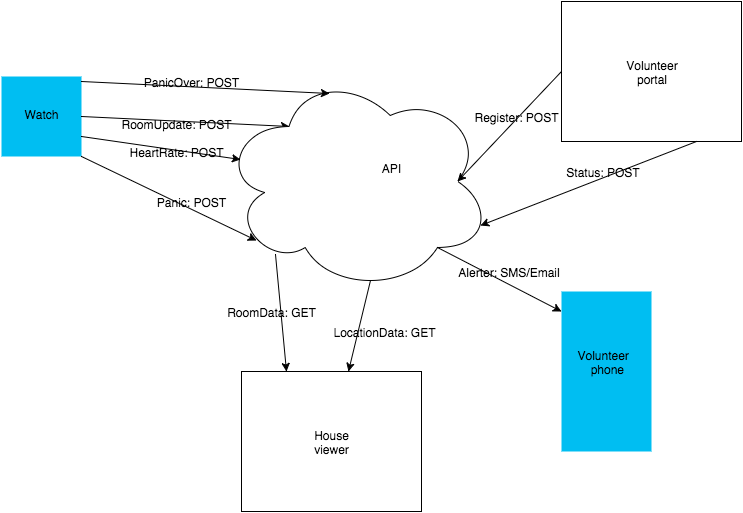 Volunteer
portal
PanicOver: POST
Watch
Register: POST
RoomUpdate: POST
HeartRate: POST
API
Status: POST
Panic: POST
Alerter: SMS/Email
RoomData: GET
LocationData: GET
Volunteer
phone
House
viewer